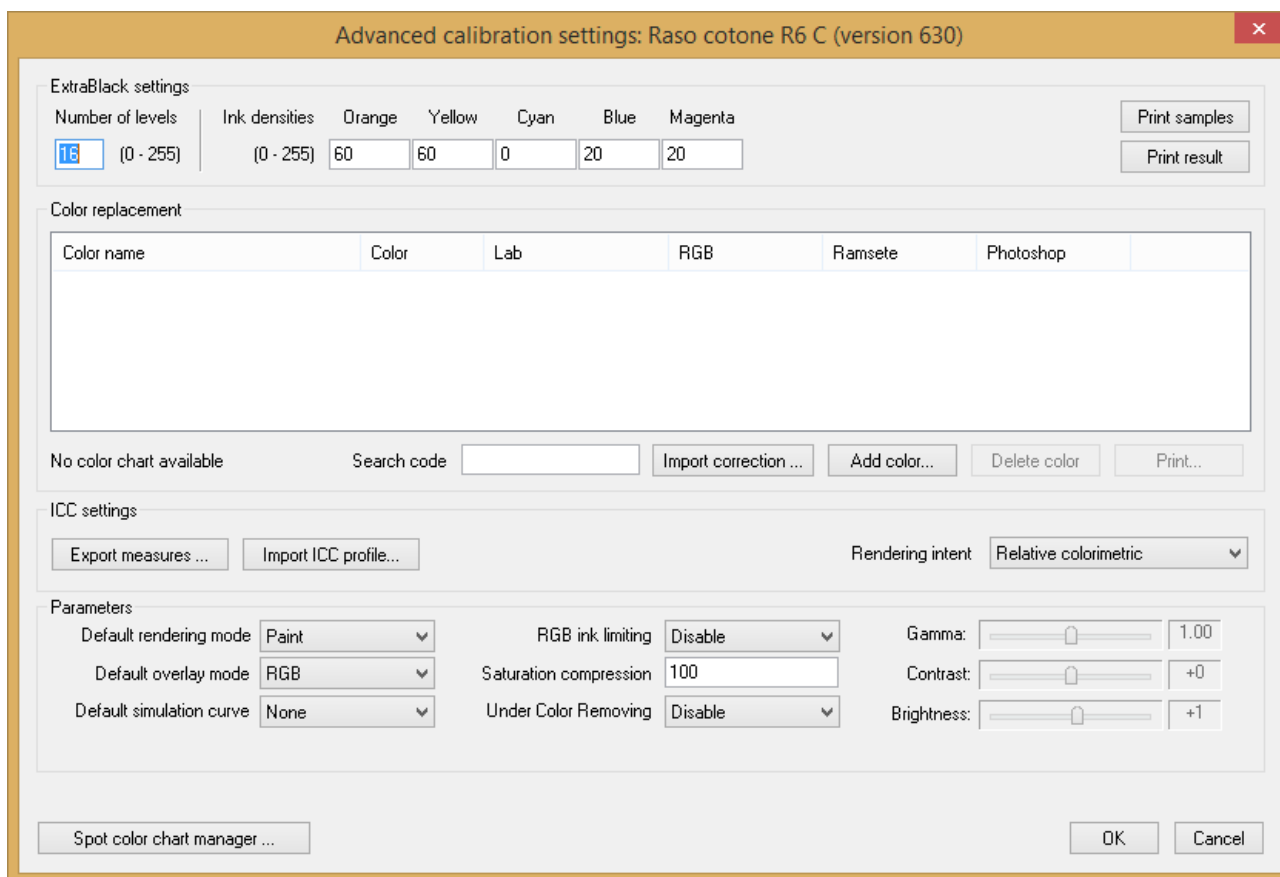 Advanced calibration settings: Raso cotone R6 C (version 630)
ExtraBlack settings
Number of levels Ink densities Orange Yellow Cyan Blue Magenta Print samples
16 (0 - 255) (0 - 255) 60 60 0 20 20 Print result
Color replacement
Color name Color Lab RGB Ramsete Photoshop
No color chart available Search code Import correction ... Add color... Delete color Print...
ICC settings
Export measures ... Import ICC profile... Rendering intent Relative colorimetric
Parameters
Default rendering mode Paint RGB ink limiting Disable Gamma: 1.00
Default overlay mode RGB Saturation compression 100 Contrast: +0
Default simulation curve None Under Color Removing Disable Brightness: +1
Spot color chart manager ... OK Cancel